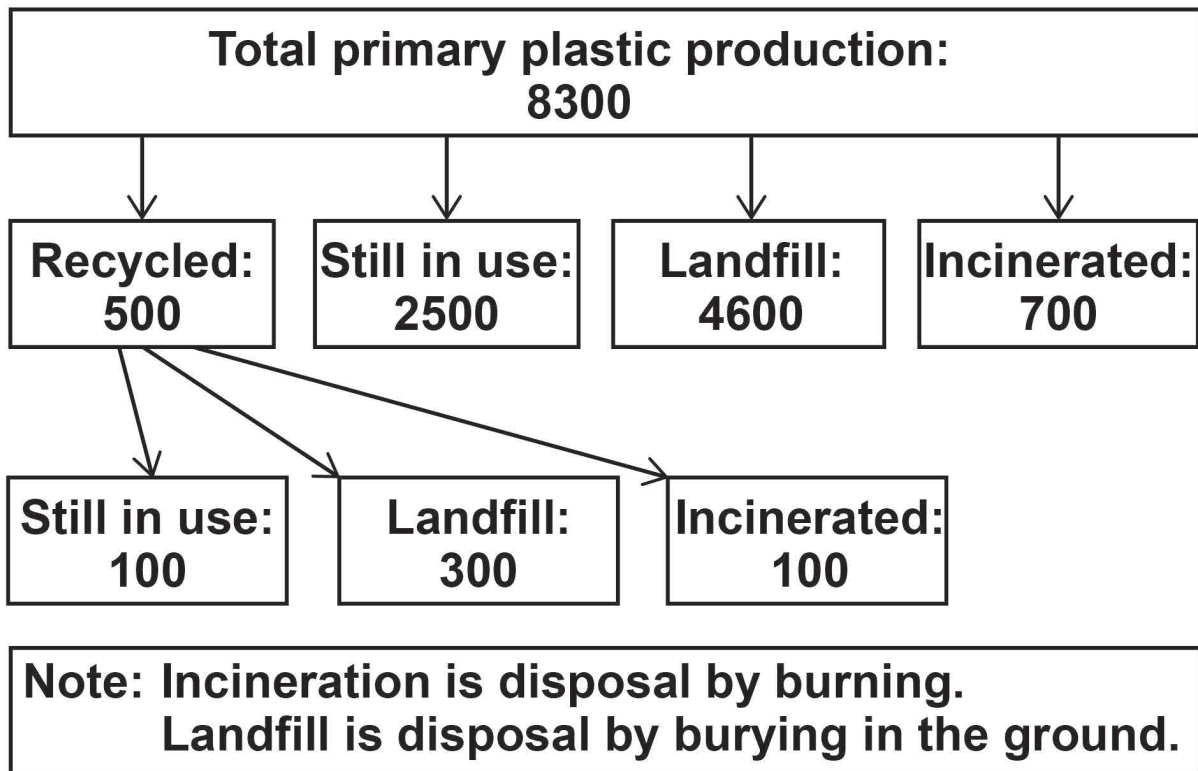 Total primary plastic production:
8300
Recycled:
500
Still in use:
2500
Landfill:
4600
Incinerated:
700
Still in use:
100
Landfill:
300
Incinerated:
100
Note: Incineration is disposal by burning.
Landfill is disposal by burying in the ground.